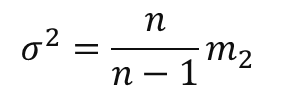 σ² = n/(n − 1) m₂